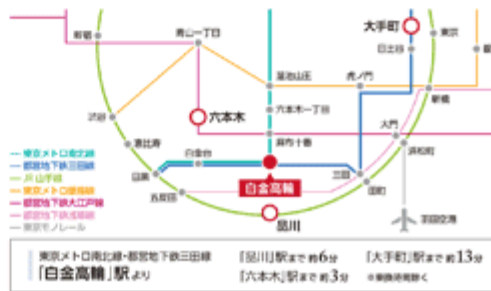 大手町
新宿
青山一丁目
東京
日比谷
溜池山王
虎ノ門
六本木
六本木一丁目
新橋
渋谷
麻布十番
大門
浜松町
恵比寿
白金台
目黒
白金高輪
三田
田町
五反田
品川
羽田空港
東京メトロ南北線
都営地下鉄三田線
JR山手線
東京メトロ銀座線
都営地下鉄大江戸線
都営地下鉄浅草線
東京モノレール
東京メトロ南北線・都営地下鉄三田線
「白金高輪」駅より
「品川」駅まで約6分 「大手町」駅まで約13分
「六本木」駅まで約3分 ※乗換時間除く